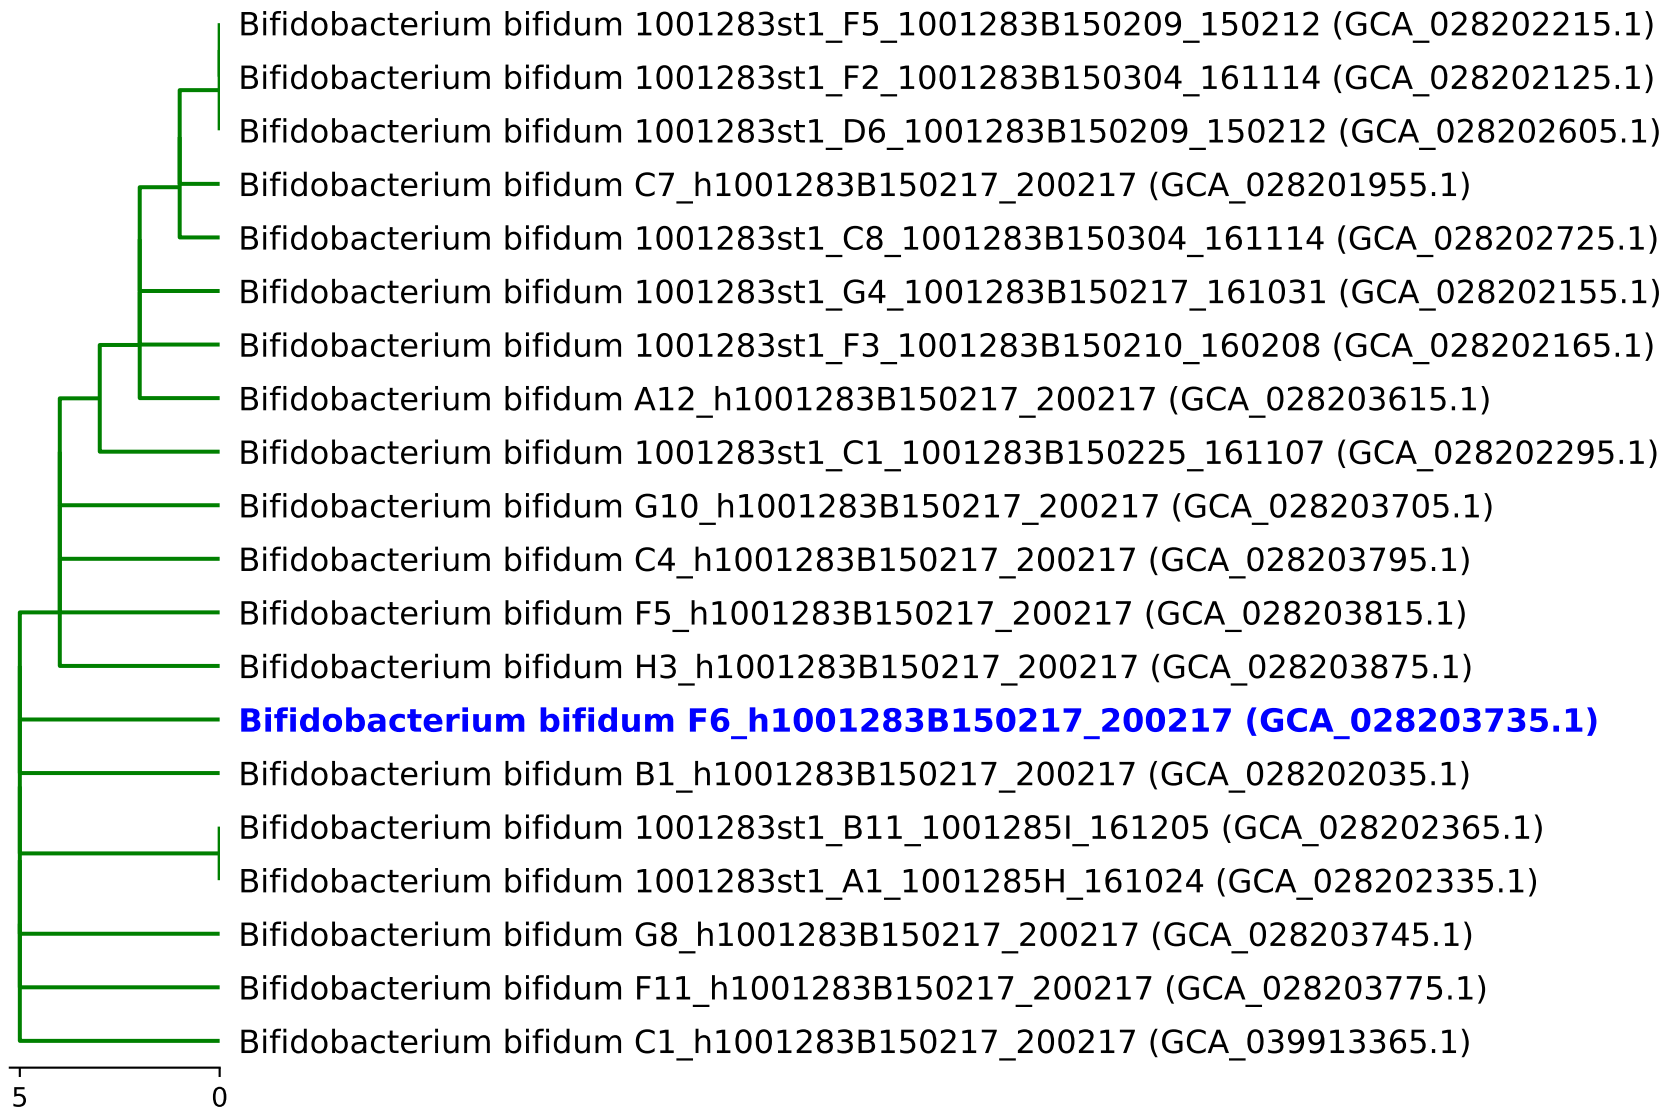 Bifidobacterium bifidum 1001283st1_F5_1001283B150209_150212 (GCA_028202215.1)
Bifidobacterium bifidum 1001283st1_F2_1001283B150304_161114 (GCA_028202125.1)
Bifidobacterium bifidum 1001283st1_D6_1001283B150209_150212 (GCA_028202605.1)
Bifidobacterium bifidum C7_h1001283B150217_200217 (GCA_028201955.1)
Bifidobacterium bifidum 1001283st1_C8_1001283B150304_161114 (GCA_028202725.1)
Bifidobacterium bifidum 1001283st1_G4_1001283B150217_161031 (GCA_028202155.1)
Bifidobacterium bifidum 1001283st1_F3_1001283B150210_160208 (GCA_028202165.1)
Bifidobacterium bifidum A12_h1001283B150217_200217 (GCA_028203615.1)
Bifidobacterium bifidum 1001283st1_C1_1001283B150225_161107 (GCA_028202295.1)
Bifidobacterium bifidum G10_h1001283B150217_200217 (GCA_028203705.1)
Bifidobacterium bifidum C4_h1001283B150217_200217 (GCA_028203795.1)
Bifidobacterium bifidum F5_h1001283B150217_200217 (GCA_028203815.1)
Bifidobacterium bifidum H3_h1001283B150217_200217 (GCA_028203875.1)
Bifidobacterium bifidum F6_h1001283B150217_200217 (GCA_028203735.1)
Bifidobacterium bifidum B1_h1001283B150217_200217 (GCA_028202035.1)
Bifidobacterium bifidum 1001283st1_B11_1001285I_161205 (GCA_028202365.1)
Bifidobacterium bifidum 1001283st1_A1_1001285H_161024 (GCA_028202335.1)
Bifidobacterium bifidum G8_h1001283B150217_200217 (GCA_028203745.1)
Bifidobacterium bifidum F11_h1001283B150217_200217 (GCA_028203775.1)
Bifidobacterium bifidum C1_h1001283B150217_200217 (GCA_039913365.1)
5 0